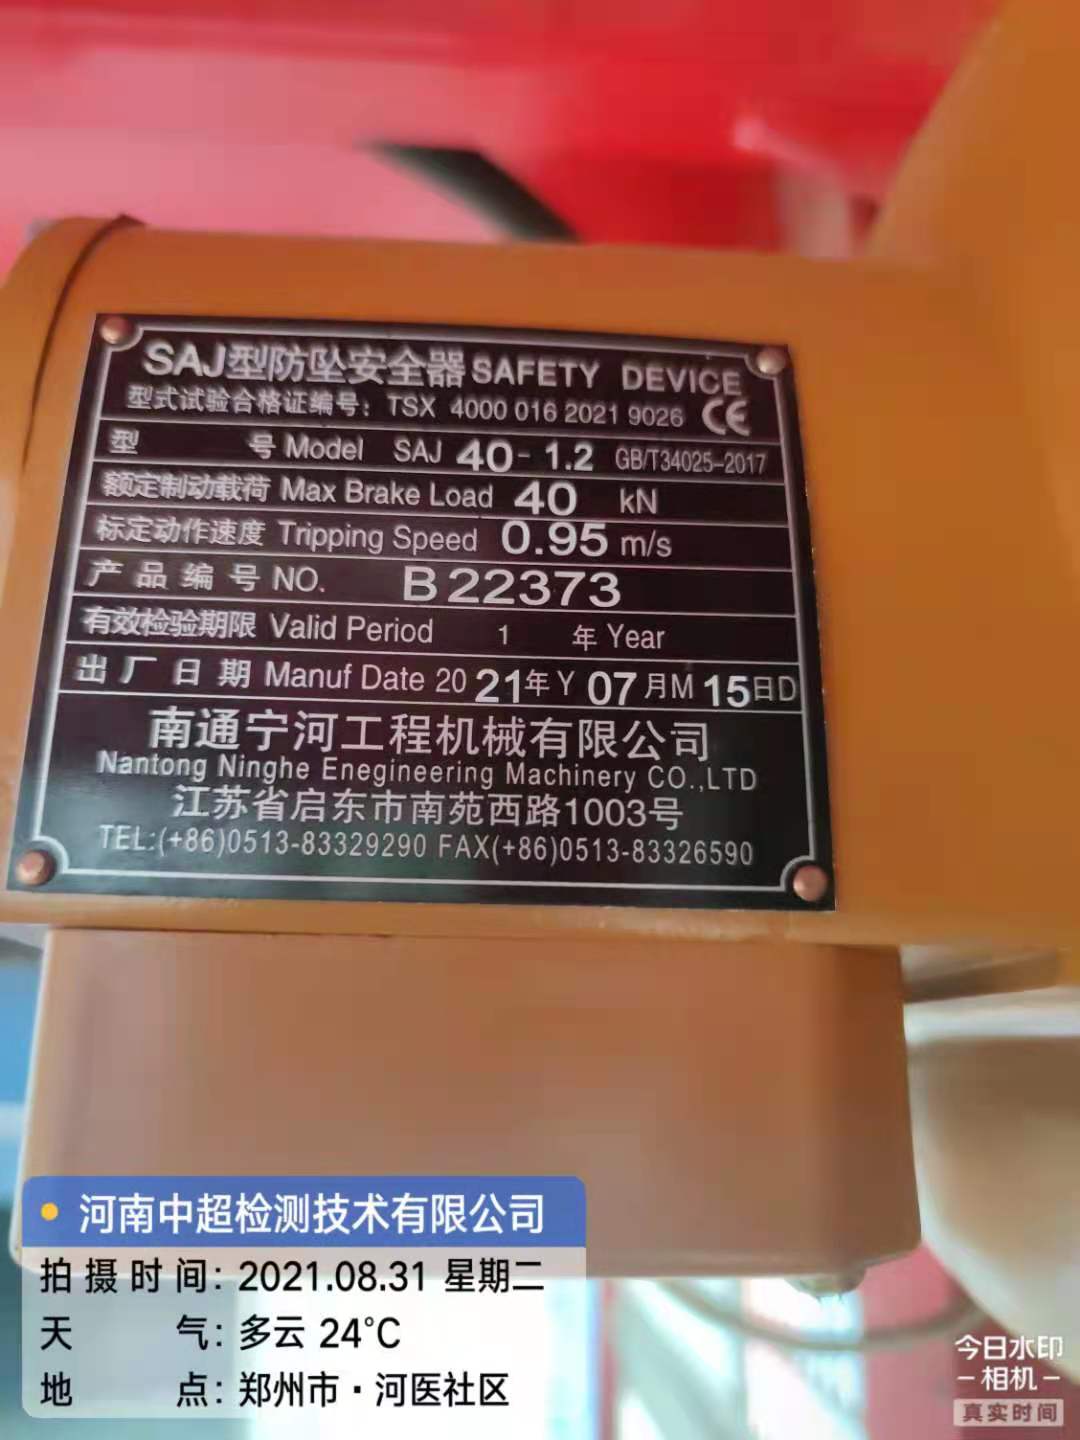 SAJ型防坠安全器SAFETY DEVICE
型式试验合格证编号: TSX 4000 016 2021 9026 CE
型 号 Model SAJ 40-1.2 GB/T34025-2017
额定制动载荷 Max Brake Load 40 kN
标定动作速度 Tripping Speed 0.95 m/s
产品编号 NO. B22373
有效检验期限 Valid Period 1 年 Year
出厂日期 Manuf Date 20 21年Y 07月M 15日D
南通宁河工程机械有限公司
Nantong Ninghe Enegineering Machinery CO.,LTD
江苏省启东市南苑西路1003号
TEL:(+86)0513-83329290 FAX(+86)0513-83326590
河南中超检测技术有限公司
拍摄时间: 2021.08.31 星期二
天 气: 多云 24℃
地 点: 郑州市·河医社区
今日水印
-相机-
真实时间